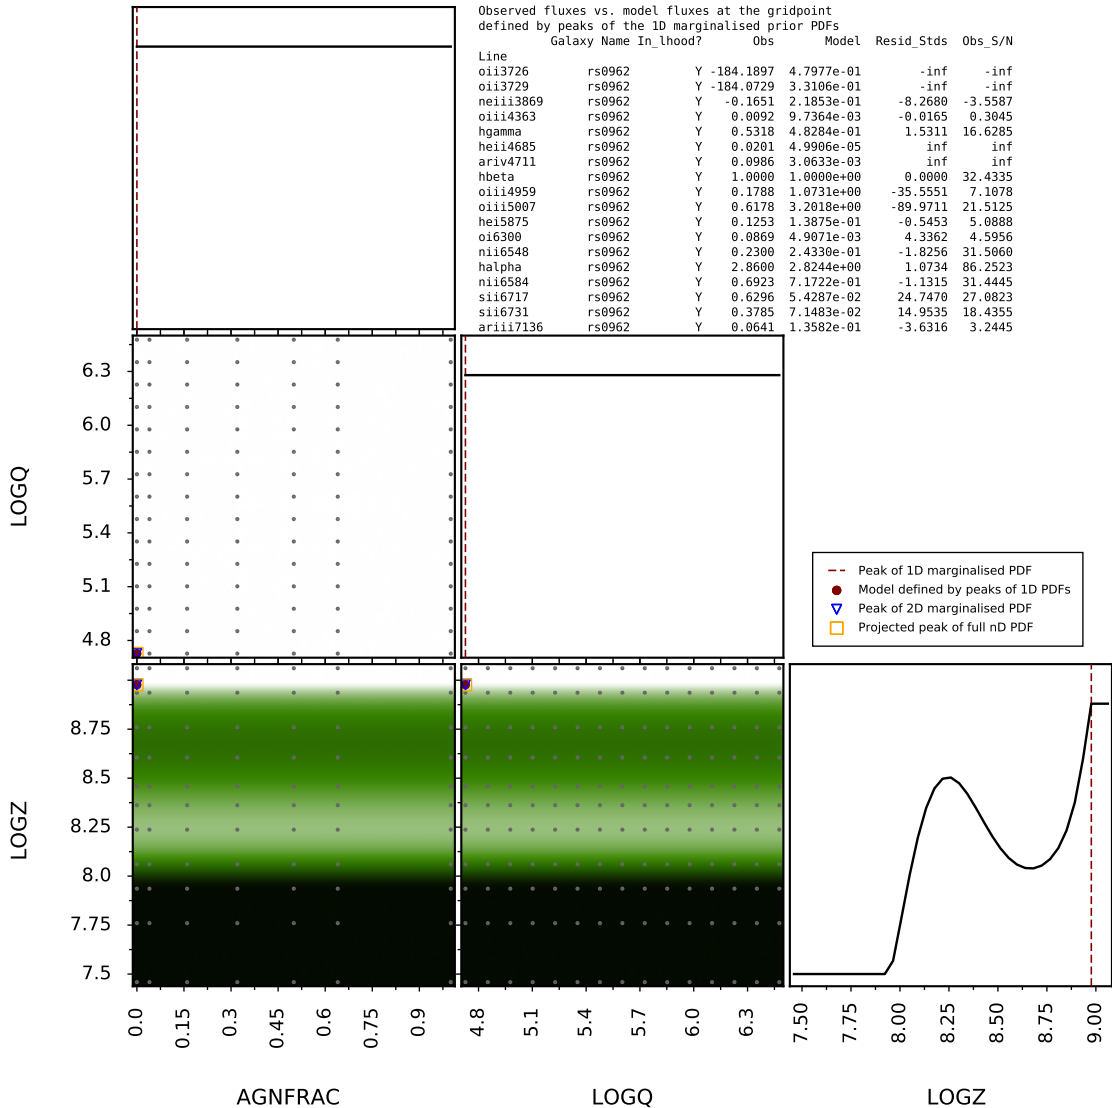 Observed fluxes vs. model fluxes at the gridpoint
defined by peaks of the 1D marginalised prior PDFs
Galaxy Name In_lhood? Obs Model Resid_Stds Obs_S/N
Line
oii3726 rs0962 Y -184.1897 4.7977e-01 -inf -inf
oii3729 rs0962 Y -184.0729 3.3106e-01 -inf -inf
neiii3869 rs0962 Y -0.1651 2.1853e-01 -8.2680 -3.5587
oiii4363 rs0962 Y 0.0092 9.7364e-03 -0.0165 0.3045
hgamma rs0962 Y 0.5318 4.8284e-01 1.5311 16.6285
heii4685 rs0962 Y 0.0201 4.9906e-05 inf inf
ariv4711 rs0962 Y 0.0986 3.0633e-03 inf inf
hbeta rs0962 Y 1.0000 1.0000e+00 0.0000 32.4335
oiii4959 rs0962 Y 0.1788 1.0731e+00 -35.5551 7.1078
oiii5007 rs0962 Y 0.6178 3.2018e+00 -89.9711 21.5125
hei5875 rs0962 Y 0.1253 1.3875e-01 -0.5453 5.0888
oi6300 rs0962 Y 0.0869 4.9071e-03 4.3362 4.5956
nii6548 rs0962 Y 0.2300 2.4330e-01 -1.8256 31.5060
halpha rs0962 Y 2.8600 2.8244e+00 1.0734 86.2523
nii6584 rs0962 Y 0.6923 7.1722e-01 -1.1315 31.4445
sii6717 rs0962 Y 0.6296 5.4287e-02 24.7470 27.0823
sii6731 rs0962 Y 0.3785 7.1483e-02 14.9535 18.4355
ariii7136 rs0962 Y 0.0641 1.3582e-01 -3.6316 3.2445
LOGQ
6.3
6.0
5.7
5.4
5.1
4.8
Peak of 1D marginalised PDF
Model defined by peaks of 1D PDFs
Peak of 2D marginalised PDF
Projected peak of full nD PDF
LOGZ
8.75
8.5
8.25
8.0
7.75
7.5
0.0 0.15 0.3 0.45 0.6 0.75 0.9
4.8 5.1 5.4 5.7 6.0 6.3
7.50 7.75 8.00 8.25 8.50 8.75 9.00
AGNFRAC LOGQ LOGZ